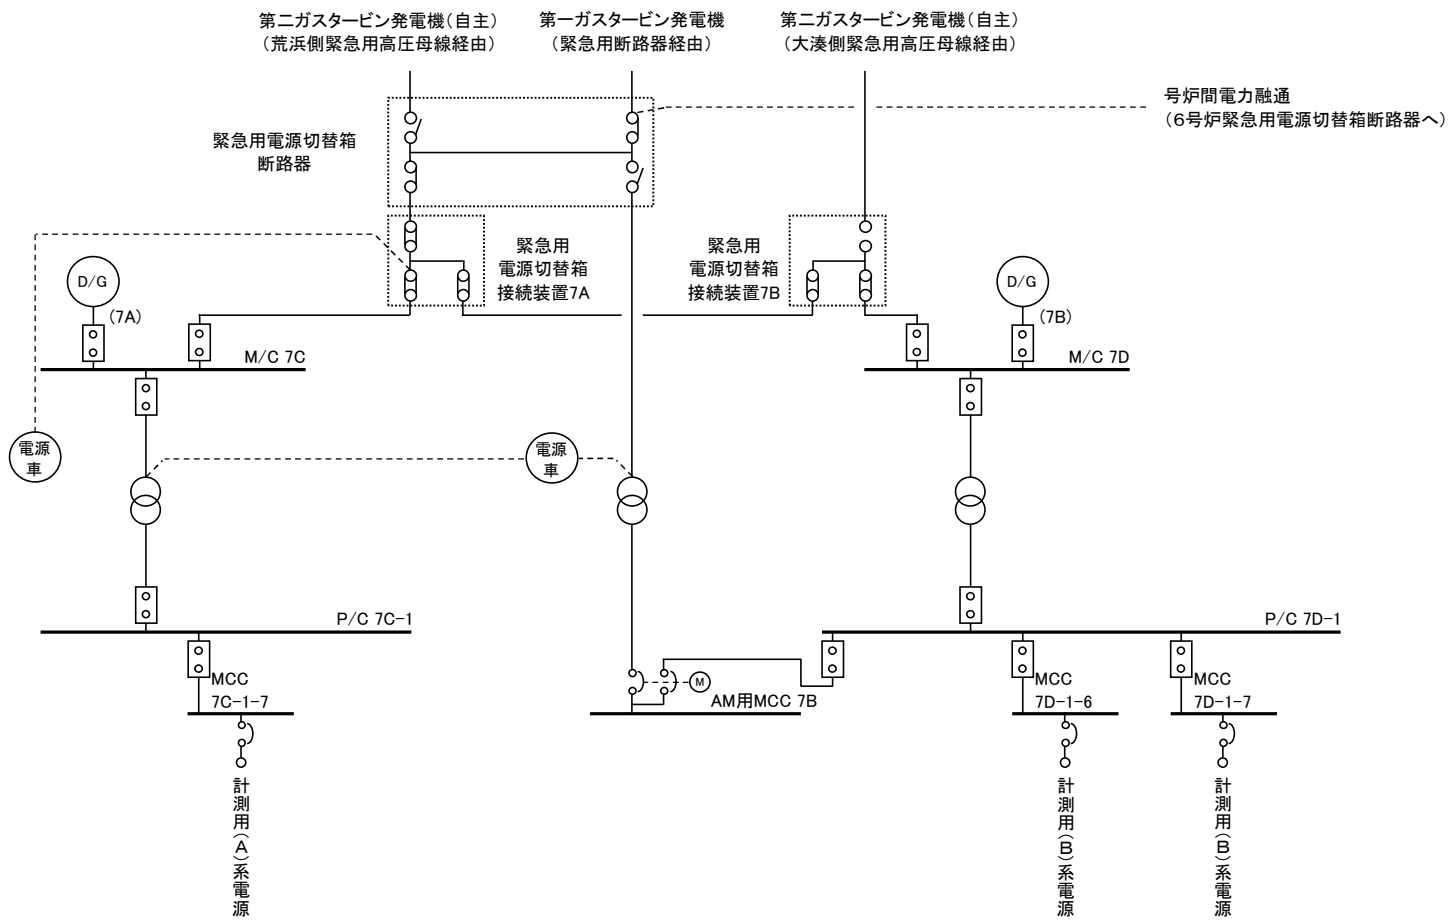 第二ガスタービン発電機(自主)
(荒浜側緊急用高圧母線経由)
第一ガスタービン発電機
(緊急用断路器経由)
第二ガスタービン発電機(自主)
(大湊側緊急用高圧母線経由)
号炉間電力融通
(6号炉緊急用電源切替箱断路器へ)
緊急用電源切替箱
断路器
緊急用
電源切替箱
接続装置7A
緊急用
電源切替箱
接続装置7B
D/G
(7A)
D/G
(7B)
M/C 7C
M/C 7D
電源
車
電源
車
P/C 7C-1
P/C 7D-1
MCC
7C-1-7
M
AM用MCC 7B
MCC
7D-1-6
MCC
7D-1-7
計測用(A)系電源
計測用(B)系電源
計測用(B)系電源